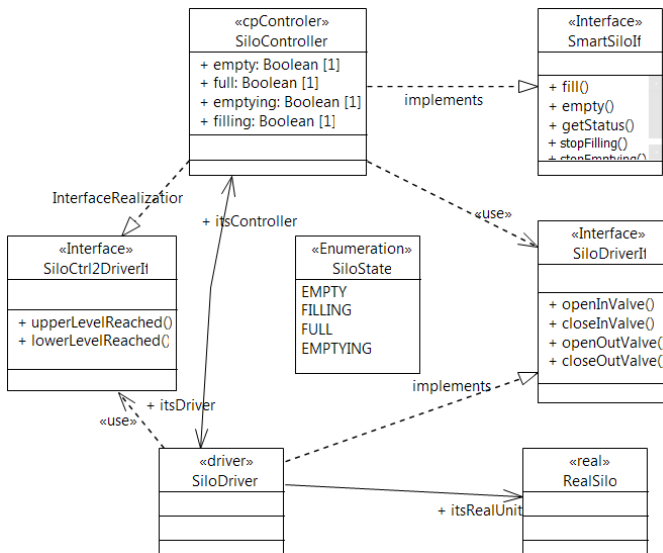 «cpControler»
SiloController
+ empty: Boolean [1]
+ full: Boolean [1]
+ emptying: Boolean [1]
+ filling: Boolean [1]
«Interface»
SmartSiloIf
+ fill()
+ empty()
+ getStatus()
+ stopFilling()
+ stopEmptying()
implements
InterfaceRealization
+ itsController
«use»
«Interface»
SiloCtrl2DriverIf
+ upperLevelReached()
+ lowerLevelReached()
«Enumeration»
SiloState
EMPTY
FILLING
FULL
EMPTYING
«Interface»
SiloDriverIf
+ openInValve()
+ closeInValve()
+ openOutValve()
+ closeOutValve()
implements
+ itsDriver
«use»
«driver»
SiloDriver
+ itsRealUnit
«real»
RealSilo